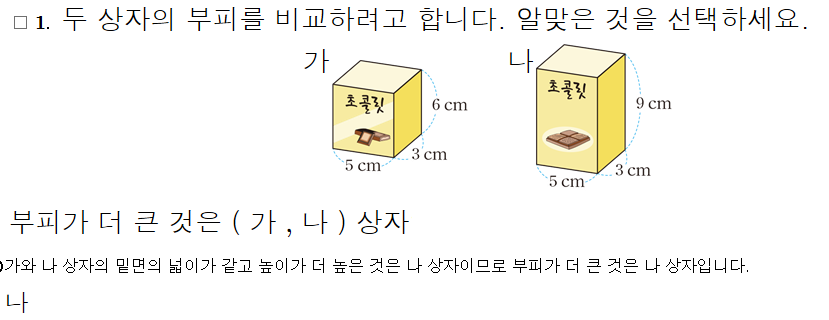 □ 1. 두 상자의 부피를 비교하려고 합니다. 알맞은 것을 선택하세요.
가 나
초콜릿 6 cm 초콜릿 9 cm
5 cm 3 cm 5 cm 3 cm
부피가 더 큰 것은 ( 가 , 나 ) 상자
가와 나 상자의 밑면의 넓이가 같고 높이가 더 높은 것은 나 상자이므로 부피가 더 큰 것은 나 상자입니다.
나